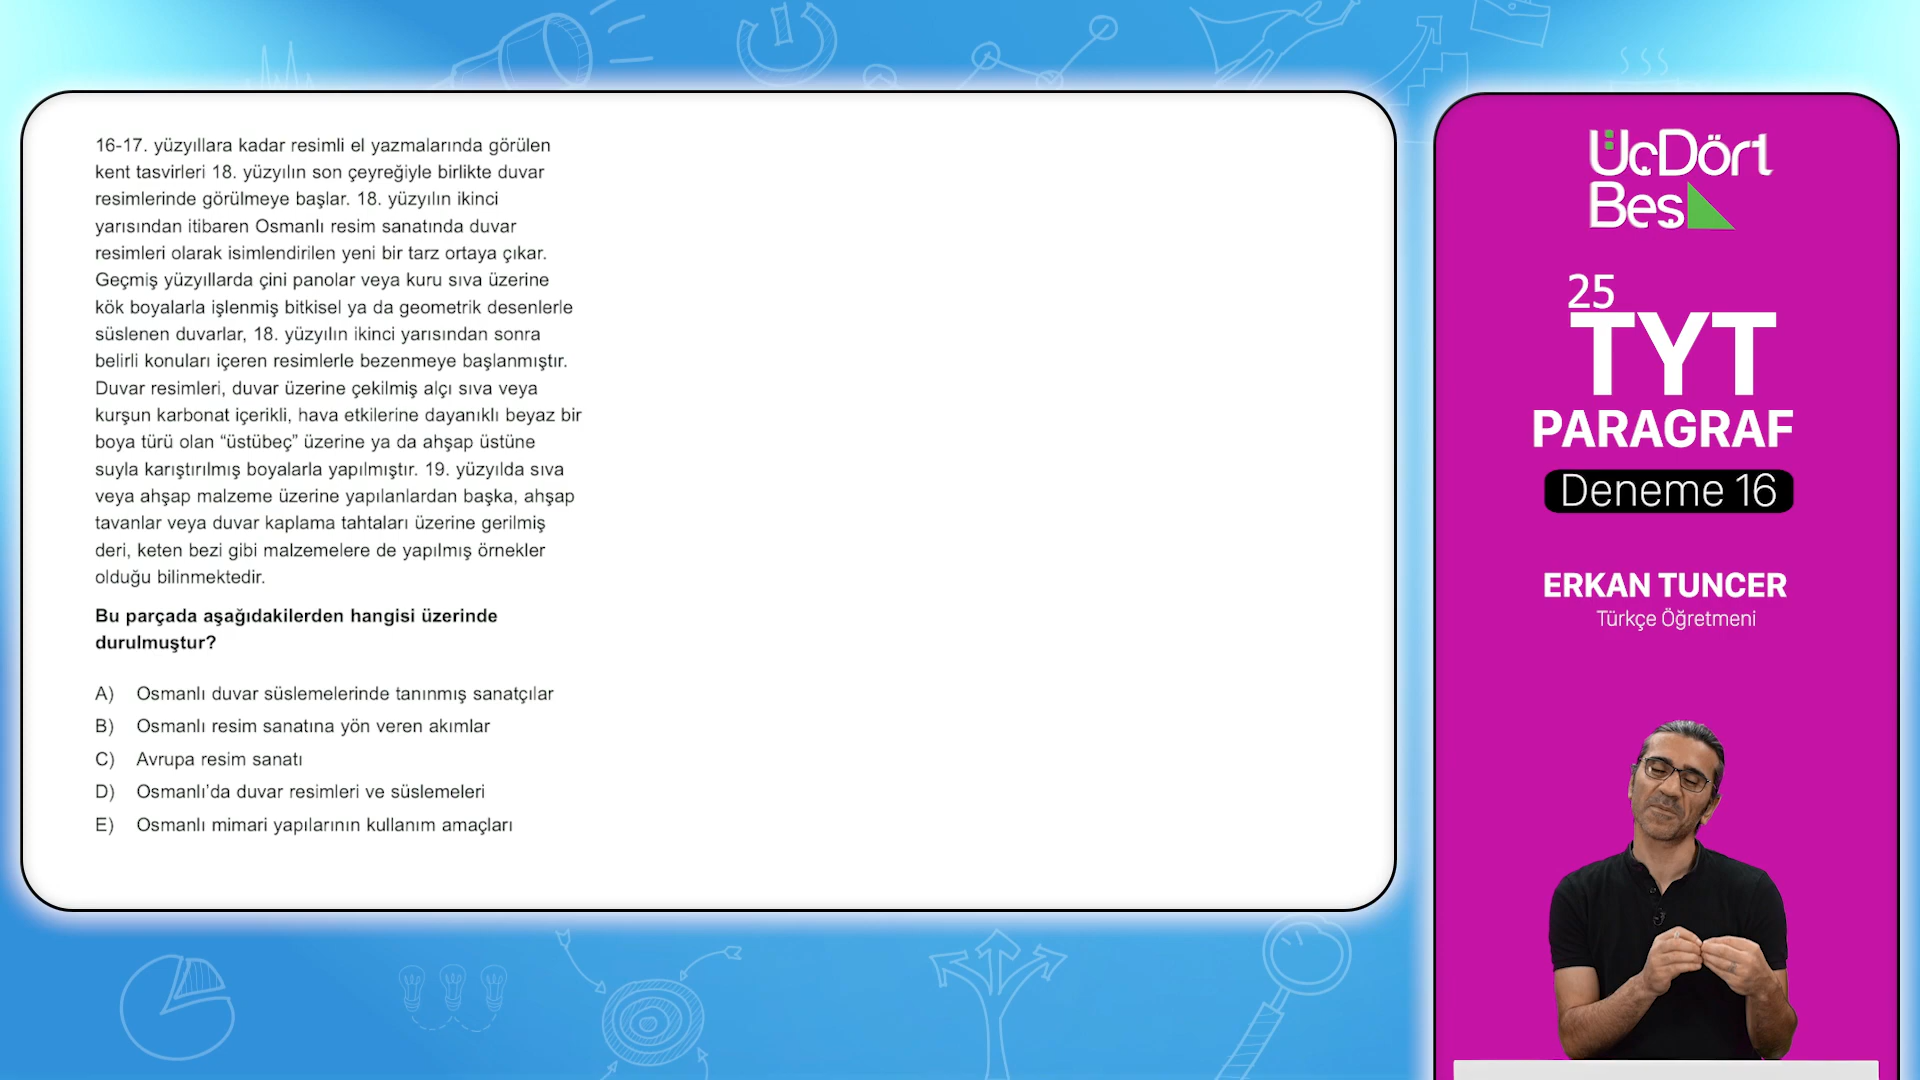 16-17. yüzyıllara kadar resimli el yazmalarında görülen
kent tasvirleri 18. yüzyılın son çeyreğiyle birlikte duvar
resimlerinde görülmeye başlar. 18. yüzyılın ikinci
yarısından itibaren Osmanlı resim sanatında duvar
resimleri olarak isimlendirilen yeni bir tarz ortaya çıkar.
Geçmiş yüzyıllarda çini panolar veya kuru sıva üzerine
kök boyalarla işlenmiş bitkisel ya da geometrik desenlerle
süslenen duvarlar, 18. yüzyılın ikinci yarısından sonra
belirli konuları içeren resimlerle bezenmeye başlanmıştır.
Duvar resimleri, duvar üzerine çekilmiş alçı sıva veya
kurşun karbonat içerikli, hava etkilerine dayanıklı beyaz bir
boya türü olan “üstübeç” üzerine ya da ahşap üstüne
suyla karıştırılmış boyalarla yapılmıştır. 19. yüzyılda sıva
veya ahşap malzeme üzerine yapılanlardan başka, ahşap
tavanlar veya duvar kaplama tahtaları üzerine gerilmiş
deri, keten bezi gibi malzemelere de yapılmış örnekler
olduğu bilinmektedir.
Bu parçada aşağıdakilerden hangisi üzerinde
durulmuştur?
A) Osmanlı duvar süslemelerinde tanınmış sanatçılar
B) Osmanlı resim sanatına yön veren akımlar
C) Avrupa resim sanatı
D) Osmanlı’da duvar resimleri ve süslemeleri
E) Osmanlı mimari yapılarının kullanım amaçları
ÜçDört
Beş
25
TYT
PARAGRAF
Deneme 16
ERKAN TUNCER
Türkçe Öğretmeni